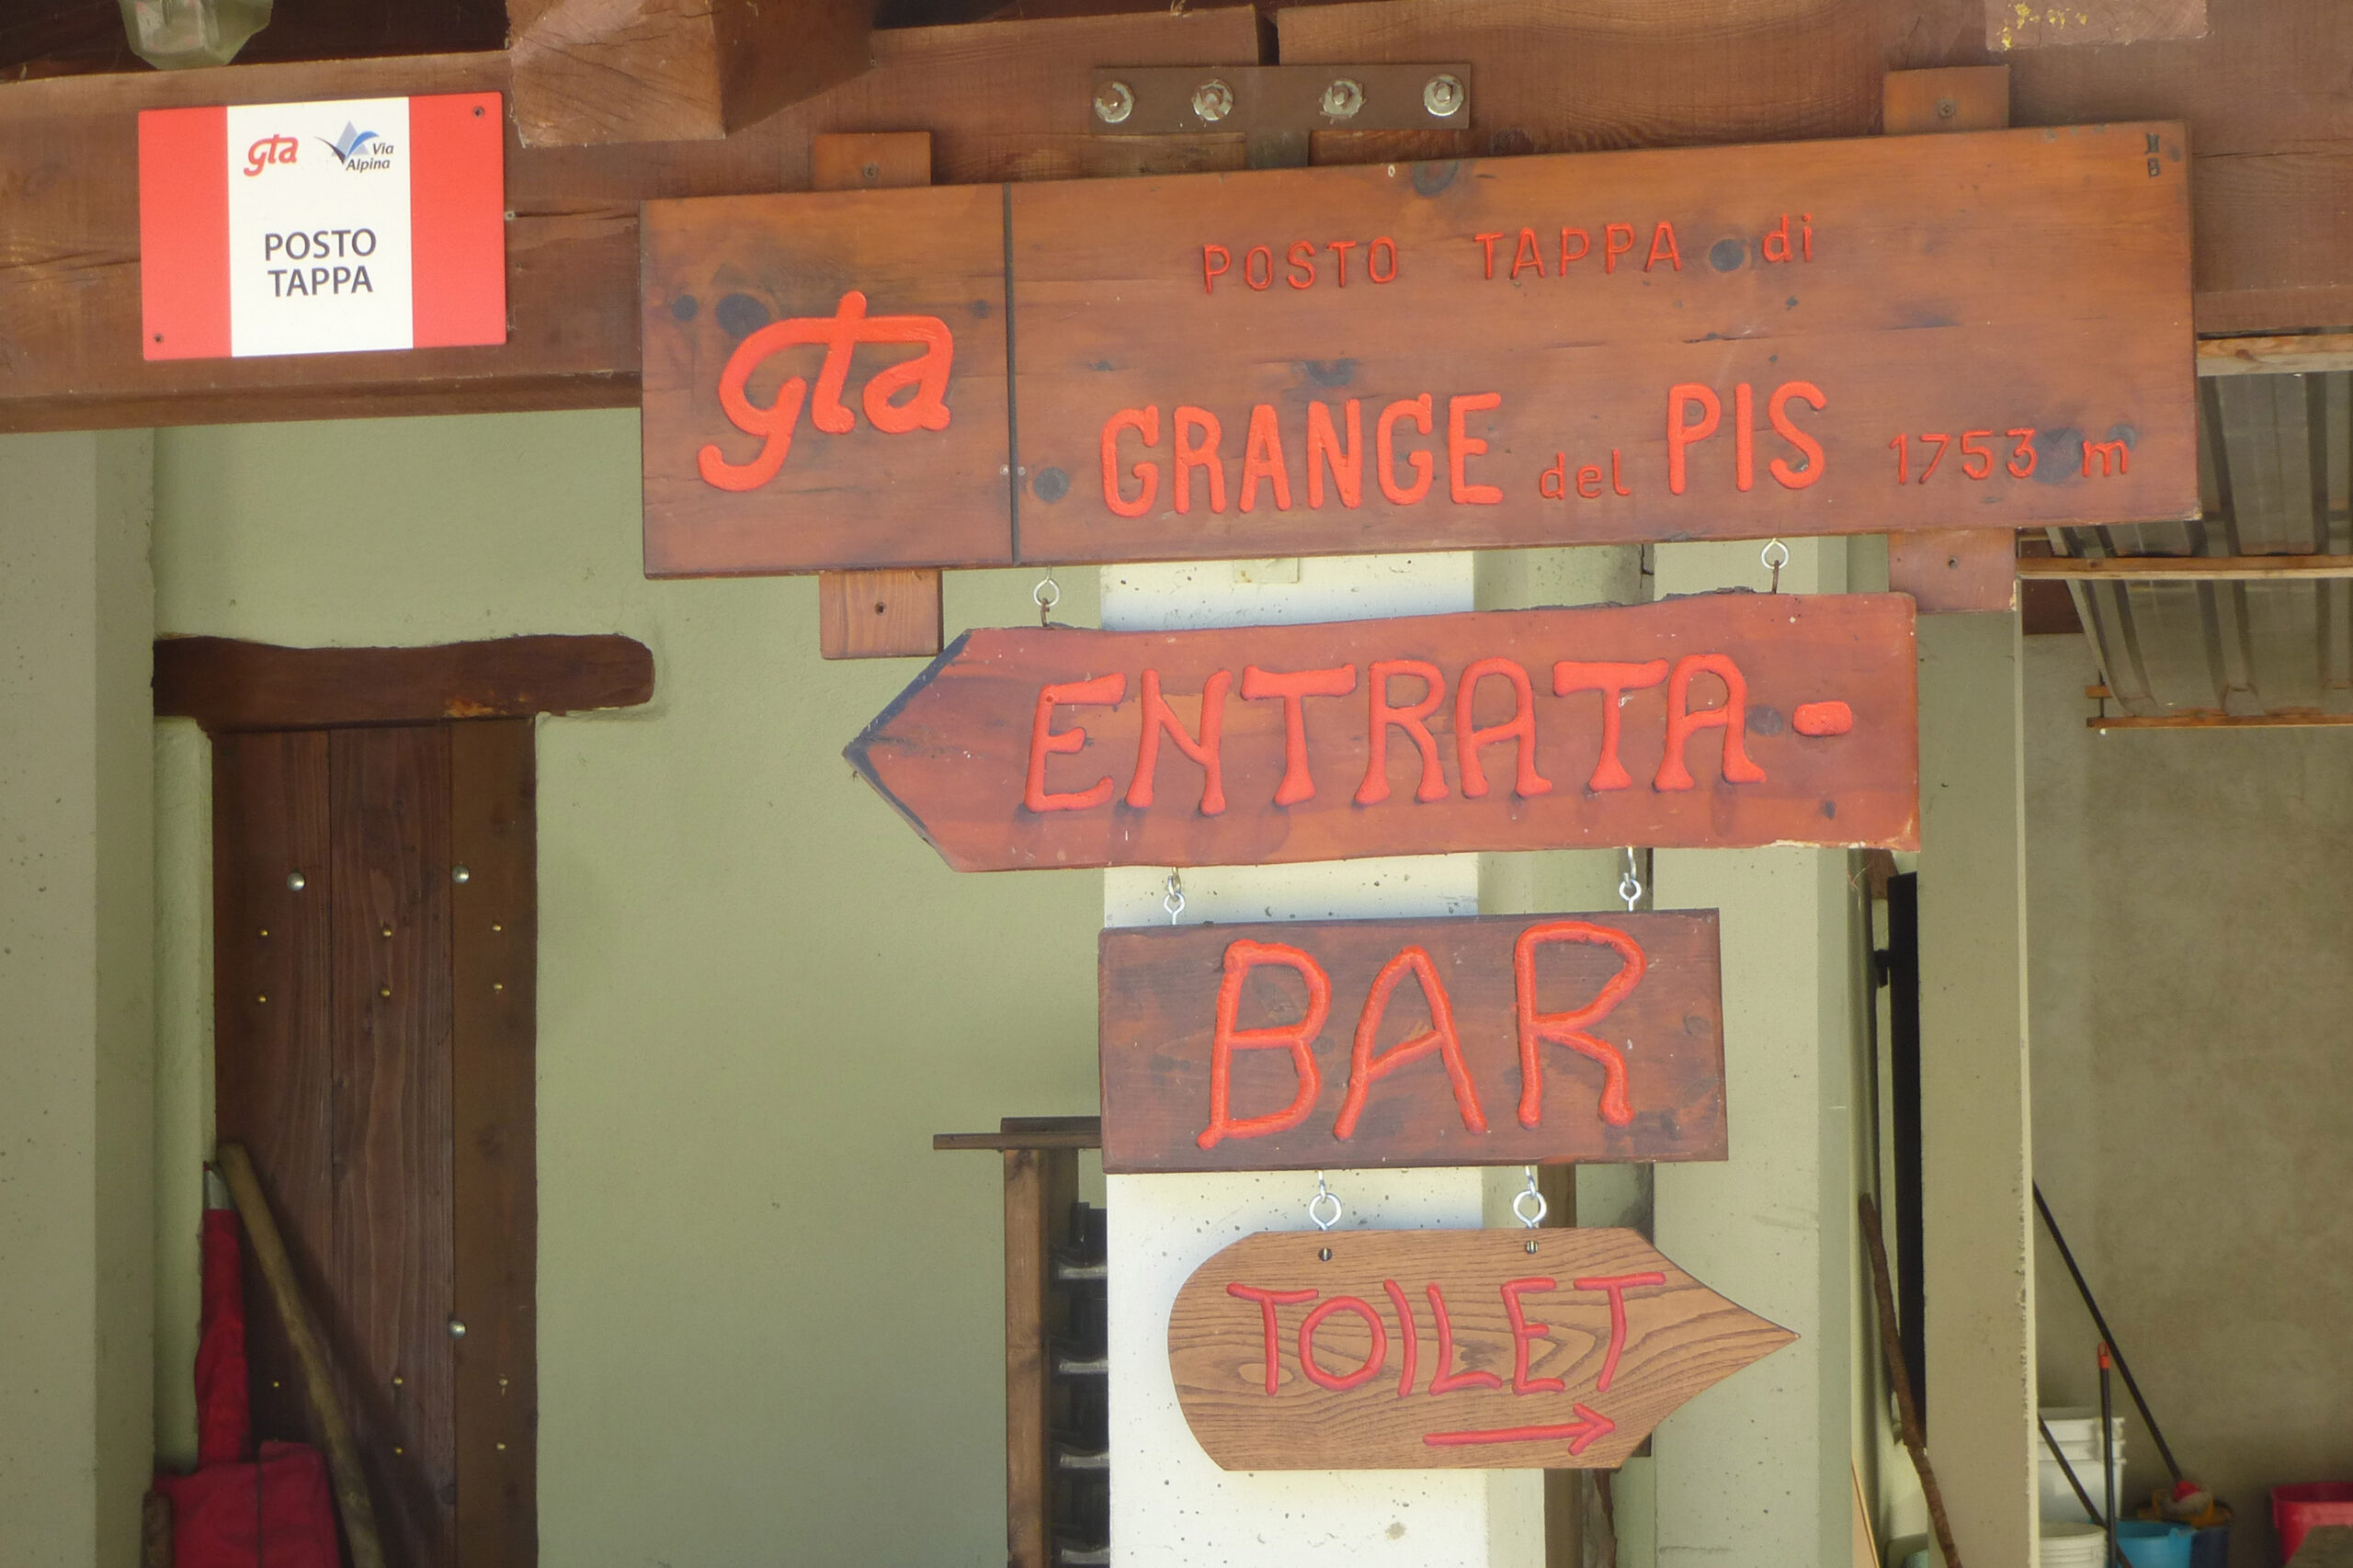 gta Via Alpina
POSTO
TAPPA
gta
POSTO TAPPA di
GRANGE del PIS 1753 m
ENTRATA-
BAR
TOILET